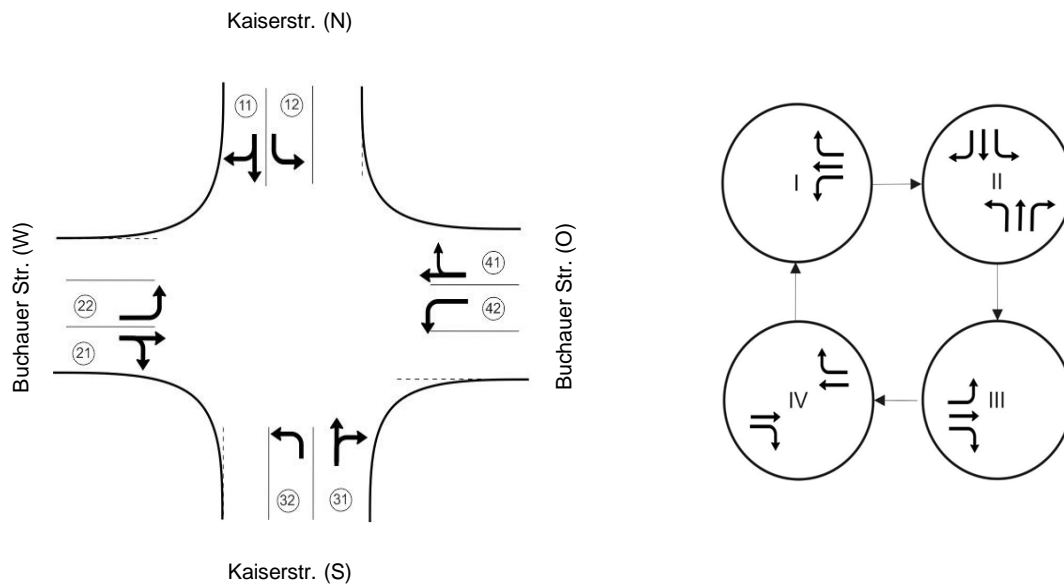 Kaiserstr. (N)
11
12
Buchauer Str. (W)
22
21
41
42
Buchauer Str. (O)
32
31
Kaiserstr. (S)
I
II
IV
III